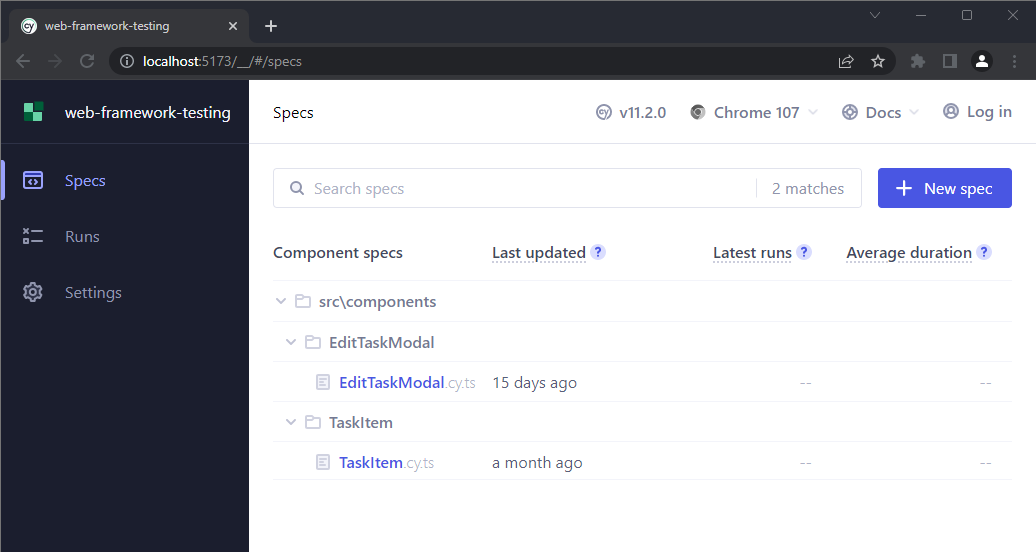 cy web-framework-testing
localhost:5173/__/#/specs
web-framework-testing
Specs
cy v11.2.0
Chrome 107
Docs
Log in
Specs
Runs
Settings
Search specs
2 matches
New spec
Component specs Last updated ? Latest runs ? Average duration ?
src\components
EditTaskModal
EditTaskModal.cy.ts 15 days ago -- --
TaskItem
TaskItem.cy.ts a month ago -- --